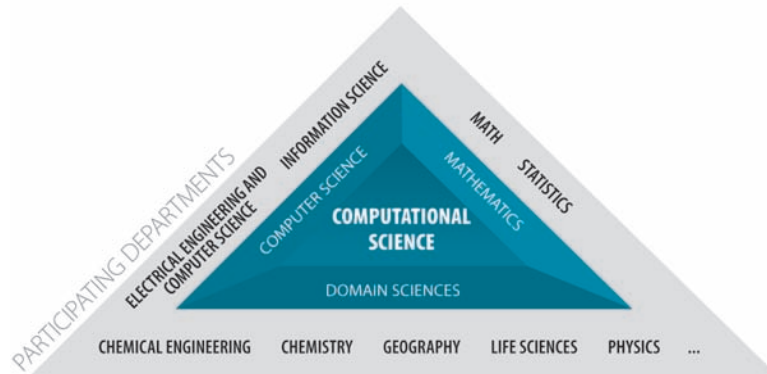 PARTICIPATING DEPARTMENTS
ELECTRICAL ENGINEERING AND
COMPUTER SCIENCE
INFORMATION SCIENCE
MATH
STATISTICS
COMPUTER SCIENCE
MATHEMATICS
COMPUTATIONAL
SCIENCE
DOMAIN SCIENCES
CHEMICAL ENGINEERING CHEMISTRY GEOGRAPHY LIFE SCIENCES PHYSICS ...